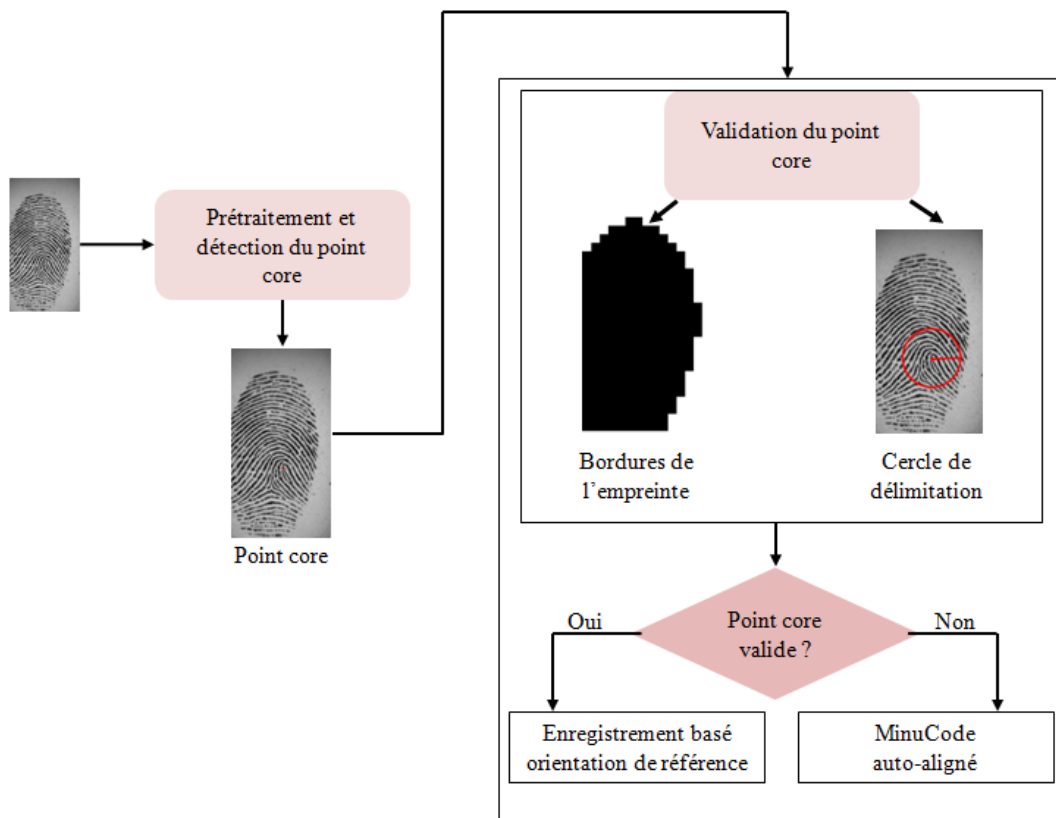 Validation du point
core
Prétraitement et
détection du point
core
Bordures de
l’empreinte
Cercle de
délimitation
Point core
Point core
valide ?
Oui
Non
Enregistrement basé
orientation de référence
MinuCode
auto-aligné